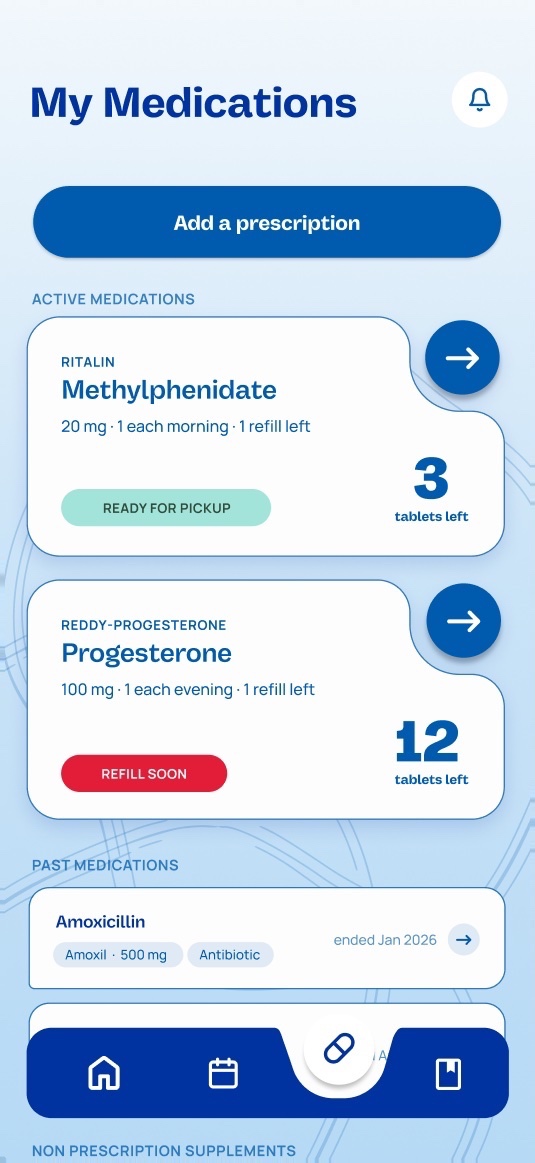 My Medications
Add a prescription
ACTIVE MEDICATIONS
RITALIN
Methylphenidate
20 mg · 1 each morning · 1 refill left
READY FOR PICKUP
3
tablets left
REDDY-PROGESTERONE
Progesterone
100 mg · 1 each evening · 1 refill left
REFILL SOON
12
tablets left
PAST MEDICATIONS
Amoxicillin
Amoxil · 500 mg
Antibiotic
ended Jan 2026
NON PRESCRIPTION SUPPLEMENTS